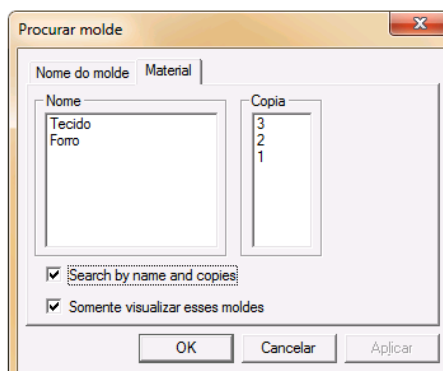 Procurar molde
Nome do molde Material
Nome
Tecido
Forro
Copia
3
2
1
Search by name and copies
Somente visualizar esses moldes
OK Cancelar Aplicar